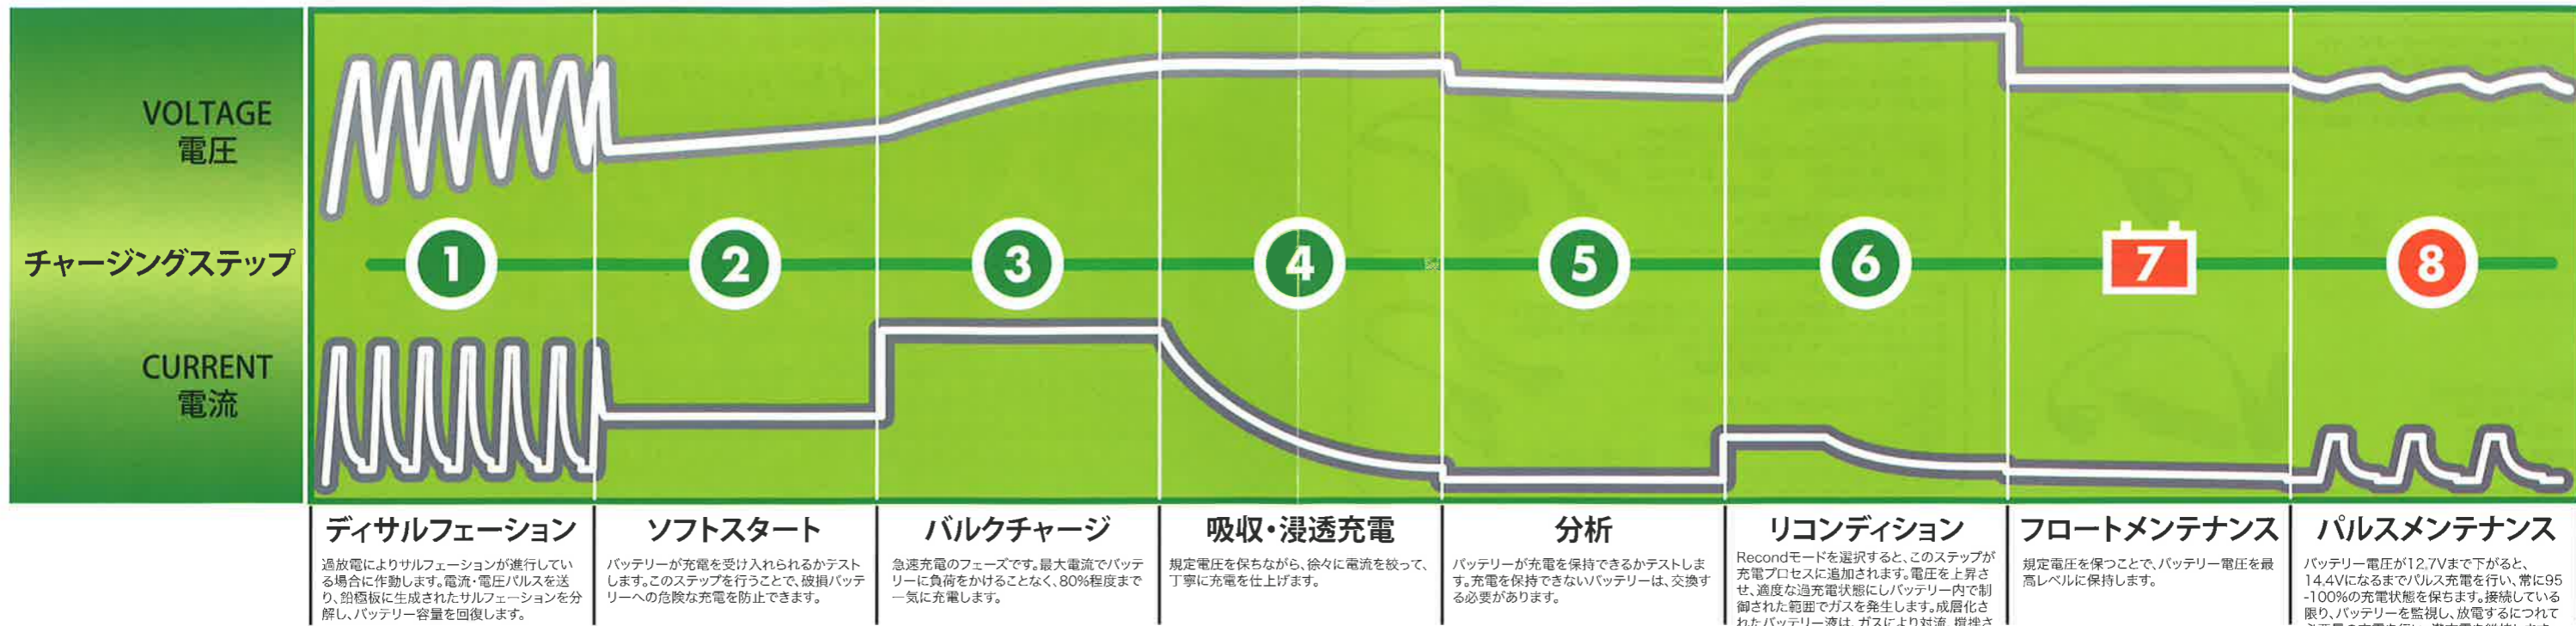 VOLTAGE
電圧
チャージングステップ
CURRENT
電流
1
2
3
4
5
6
7
8
ディサルフェーション
過放電によりサルフェーションが進行してい
る場合に作動します。電流・電圧パルスを送
り、鉛極板に生成されたサルフェーションを分
解し、バッテリー容量を回復します。
ソフトスタート
バッテリーが充電を受け入れられるかテスト
します。このステップを行うことで、破損バッテ
リーへの危険な充電を防止できます。
バルクチャージ
急速充電のフェーズです。最大電流でバッテ
リーに負荷をかけることなく、80%程度まで
一気に充電します。
吸収・浸透充電
規定電圧を保ちながら、徐々に電流を絞って、
丁寧に充電を仕上げます。
分析
バッテリーが充電を保持できるかテストしま
す。充電を保持できないバッテリーは、交換す
る必要があります。
リコンディション
Recondモードを選択すると、このステップが
充電プロセスに追加されます。電圧を上昇さ
せ、適度な過充電状態にしバッテリー内で制
御された範囲でガスを発生します。成層化さ
れたバッテリー液は、ガスにより対流、撹拌さ
フロートメンテナンス
規定電圧を保つことで、バッテリー電圧を最
高レベルに保持します。
パルスメンテナンス
バッテリー電圧が12,7Vまで下がると、
14,4Vになるまでパルス充電を行い、常に95
-100%の充電状態を保ちます。接続している
限り、バッテリーを監視し、放電するにつれて